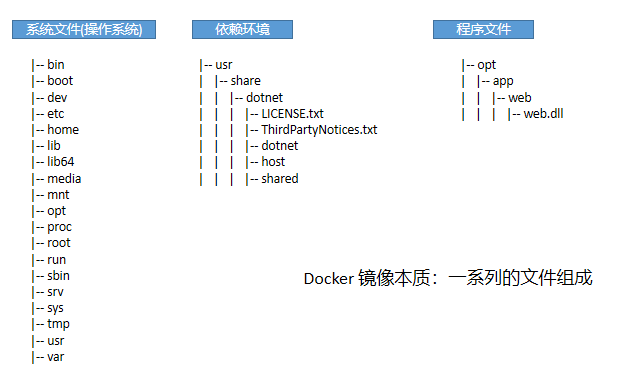 系统文件(操作系统)
|-- bin
|-- boot
|-- dev
|-- etc
|-- home
|-- lib
|-- lib64
|-- media
|-- mnt
|-- opt
|-- proc
|-- root
|-- run
|-- sbin
|-- srv
|-- sys
|-- tmp
|-- usr
|-- var
依赖环境
|-- usr
| |-- share
| | |-- dotnet
| | | |-- LICENSE.txt
| | | |-- ThirdPartyNotices.txt
| | | |-- dotnet
| | | |-- host
| | | |-- shared
程序文件
|-- opt
| |-- app
| | |-- web
| | | |-- web.dll
Docker 镜像本质：一系列的文件组成